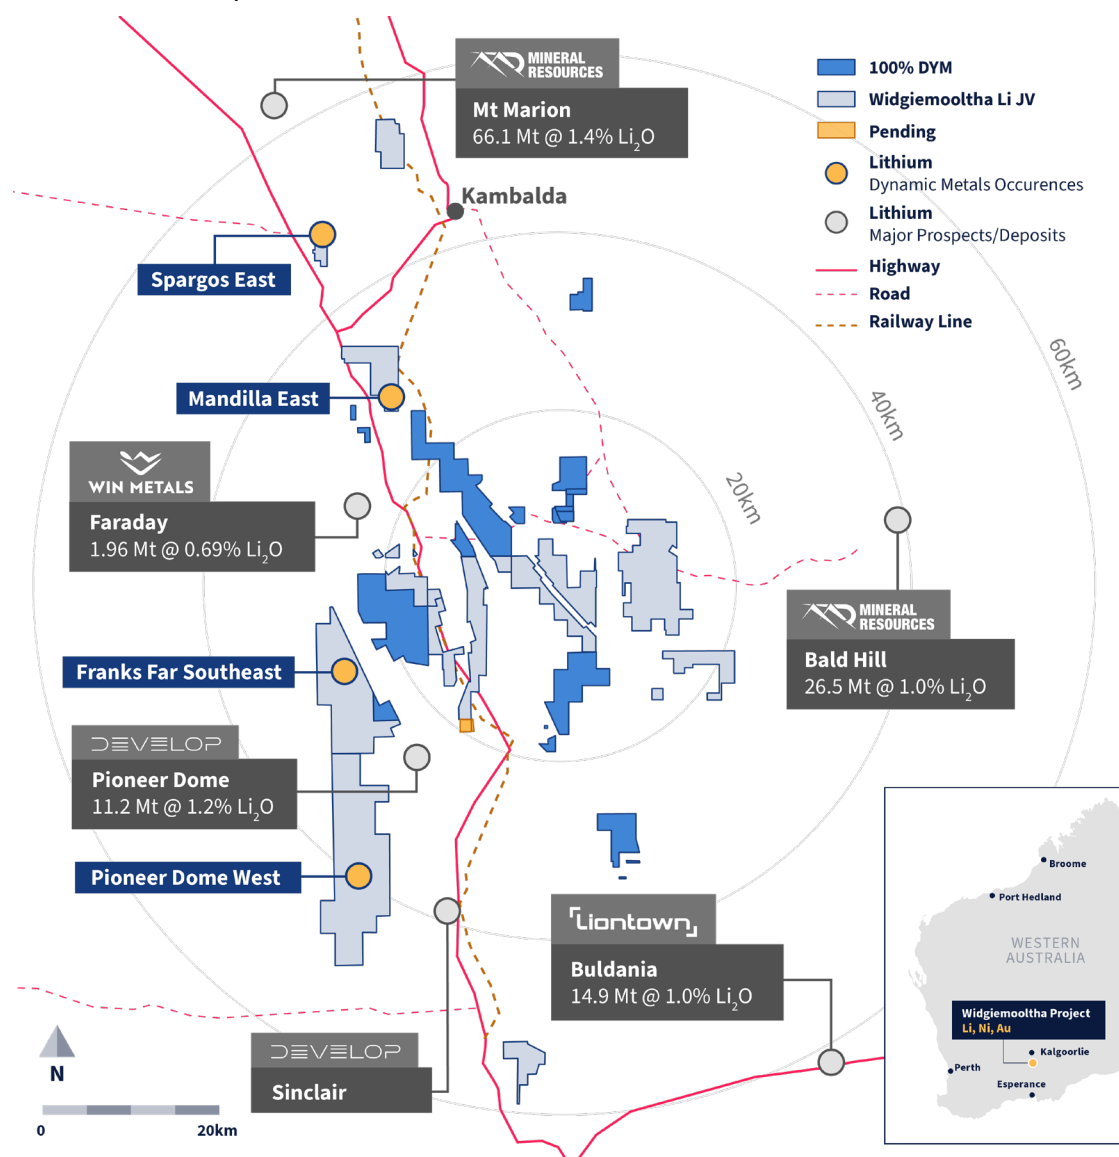 MINERAL
RESOURCES
Mt Marion
66.1 Mt @ 1.4% Li2O
100% DYM
Widgiemooltha Li JV
Pending
Lithium
Dynamic Metals Occurences
Lithium
Major Prospects/Deposits
Highway
Road
Railway Line
Kambalda
Spargos East
Mandilla East
60km
40km
20km
WIN METALS
Faraday
1.96 Mt @ 0.69% Li2O
MINERAL
RESOURCES
Bald Hill
26.5 Mt @ 1.0% Li2O
Franks Far Southeast
DEVELOP
Pioneer Dome
11.2 Mt @ 1.2% Li2O
Pioneer Dome West
Liontown
Buldania
14.9 Mt @ 1.0% Li2O
DEVELOP
Sinclair
N
0
20km
Broome
Port Hedland
WESTERN
AUSTRALIA
Widgiemooltha Project
Li, Ni, Au
Kalgoorlie
Perth
Esperance